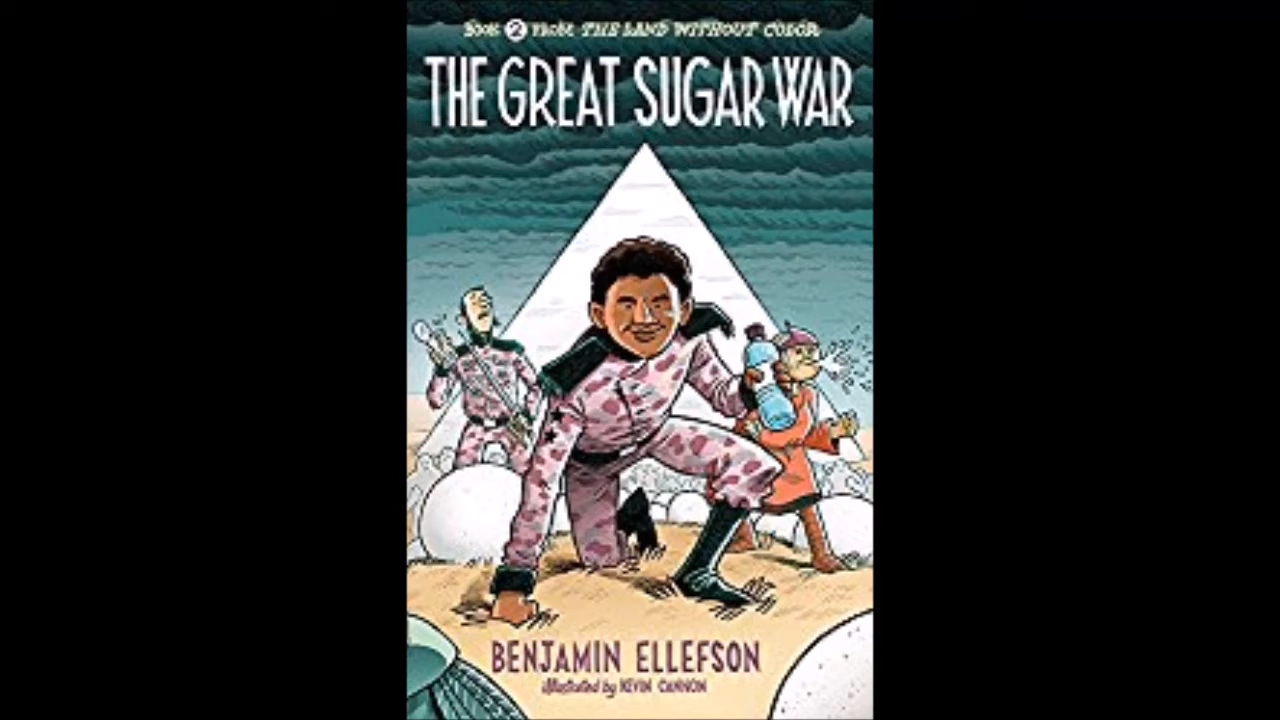 BOOK 2 FROM THE LAND WITHOUT COLOR
THE GREAT SUGAR WAR
BENJAMIN ELLEFSON
illustrated by KEVIN CANNON